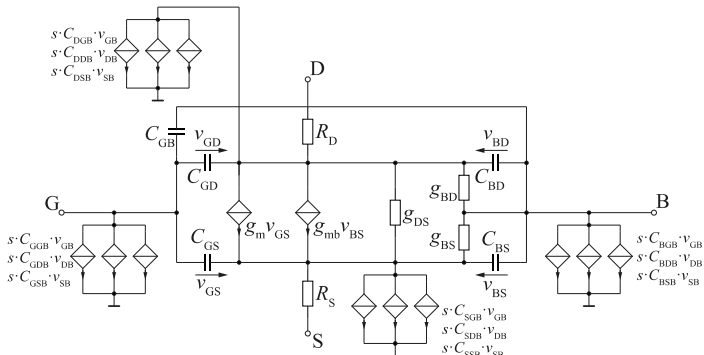 s·C_DGB·v_GB
s·C_DDB·v_DB
s·C_DSB·v_SB
D
C_GB
v_GD
R_D
v_BD
C_GD
C_BD
g_BD
G
B
g_m v_GS
g_mb v_BS
g_DS
s·C_GGB·v_GB
s·C_GDB·v_DB
s·C_GSB·v_SB
C_GS
g_BS
C_BS
s·C_BGB·v_GB
s·C_BDB·v_DB
s·C_BSB·v_SB
v_GS
R_S
v_BS
s·C_SGB·v_GB
s·C_SDB·v_DB
s·C_SSB·v_SB
S